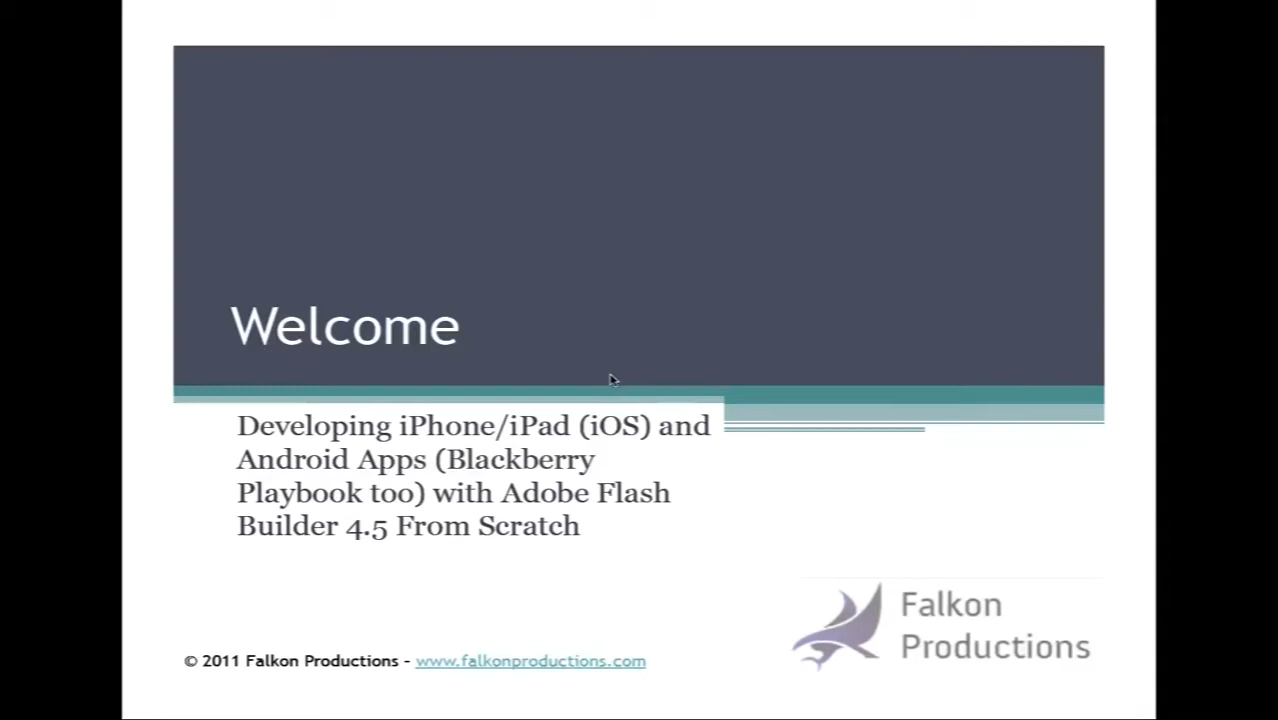 Welcome
Developing iPhone/iPad (iOS) and
Android Apps (Blackberry
Playbook too) with Adobe Flash
Builder 4.5 From Scratch
Falkon
Productions
© 2011 Falkon Productions - www.falkonproductions.com